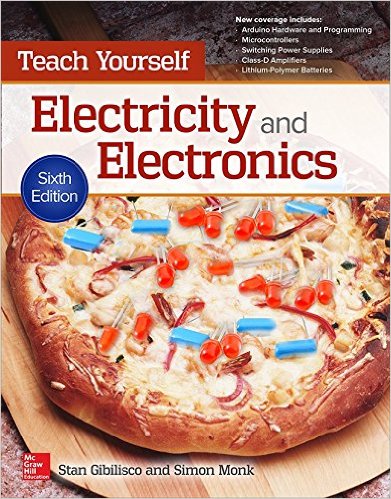 New coverage includes:
· Arduino Hardware and Programming
· Microcontrollers
· Switching Power Supplies
· Class-D Amplifiers
· Lithium-Polymer Batteries
Teach Yourself
Electricity and
Electronics
Sixth
Edition
Mc
Graw
Hill
Education
Stan Gibilisco and Simon Monk